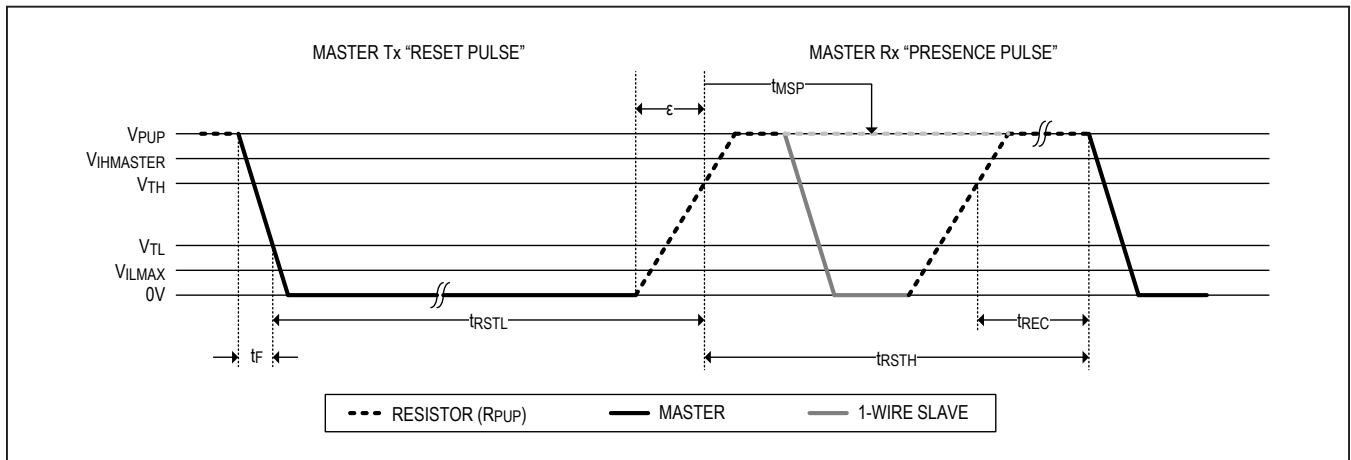 MASTER Tx “RESET PULSE”
MASTER Rx “PRESENCE PULSE”
tMSP
ε
VPUP
VIHMASTER
VTH
VTL
VILMAX
0V
tRSTL
tREC
tF
tRSTH
RESISTOR (RPUP)
MASTER
1-WIRE SLAVE